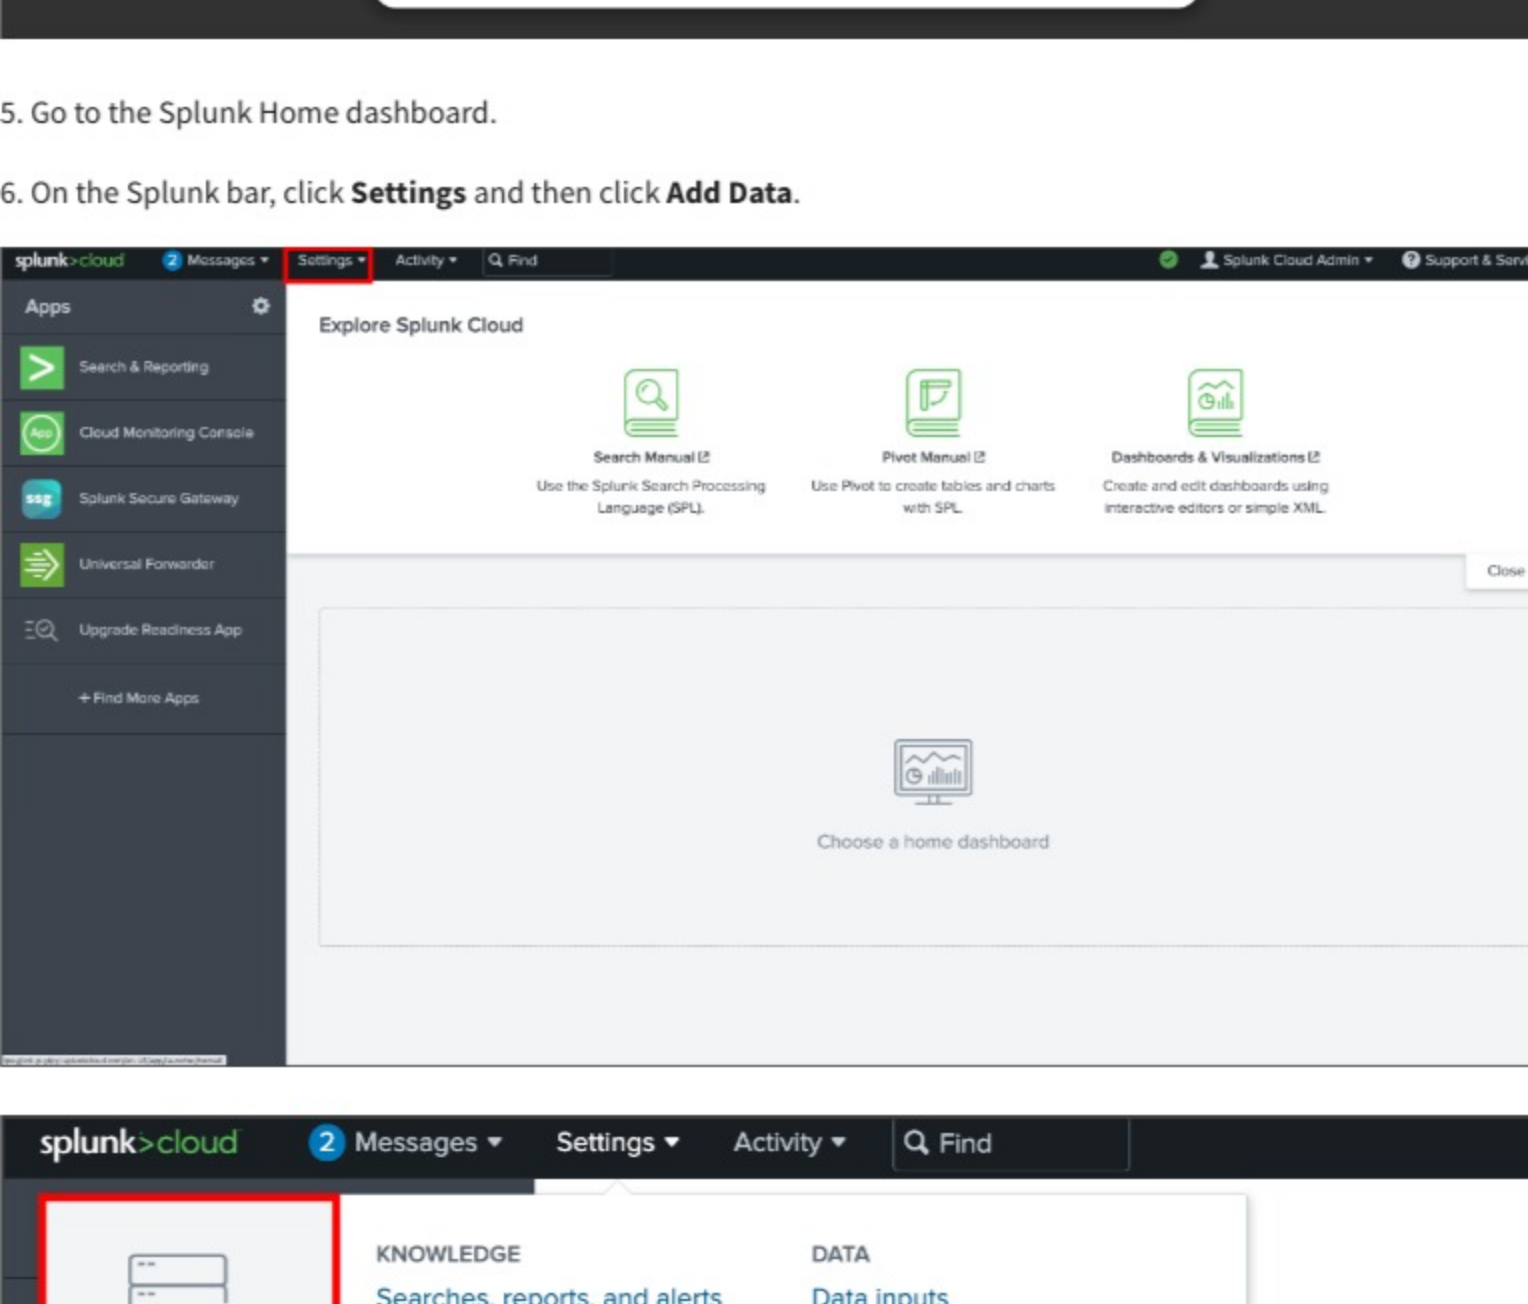 5. Go to the Splunk Home dashboard.
6. On the Splunk bar, click Settings and then click Add Data.
splunk>cloud 2 Messages Settings Activity Find Splunk Cloud Admin Support & Servi
Apps
Explore Splunk Cloud
Search & Reporting
App Cloud Monitoring Console
ssg Splunk Secure Gateway
Universal Forwarder
Upgrade Readiness App
+ Find More Apps
Search Manual
Use the Splunk Search Processing
Language (SPL).
Pivot Manual
Use Pivot to create tables and charts
with SPL.
Dashboards & Visualizations
Create and edit dashboards using
interactive editors or simple XML.
Close
Choose a home dashboard
splunk>cloud 2 Messages Settings Activity Find
KNOWLEDGE
Searches, reports, and alerts
DATA
Data inputs